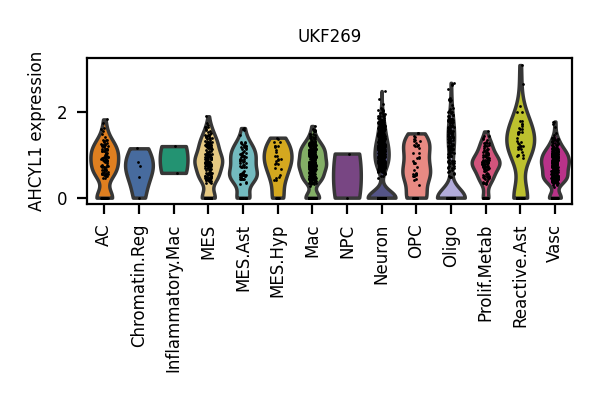 UKF269
AHCYL1 expression
2
0
AC
Chromatin.Reg
Inflammatory.Mac
MES
MES.Ast
MES.Hyp
Mac
NPC
Neuron
OPC
Oligo
Prolif.Metab
Reactive.Ast
Vasc